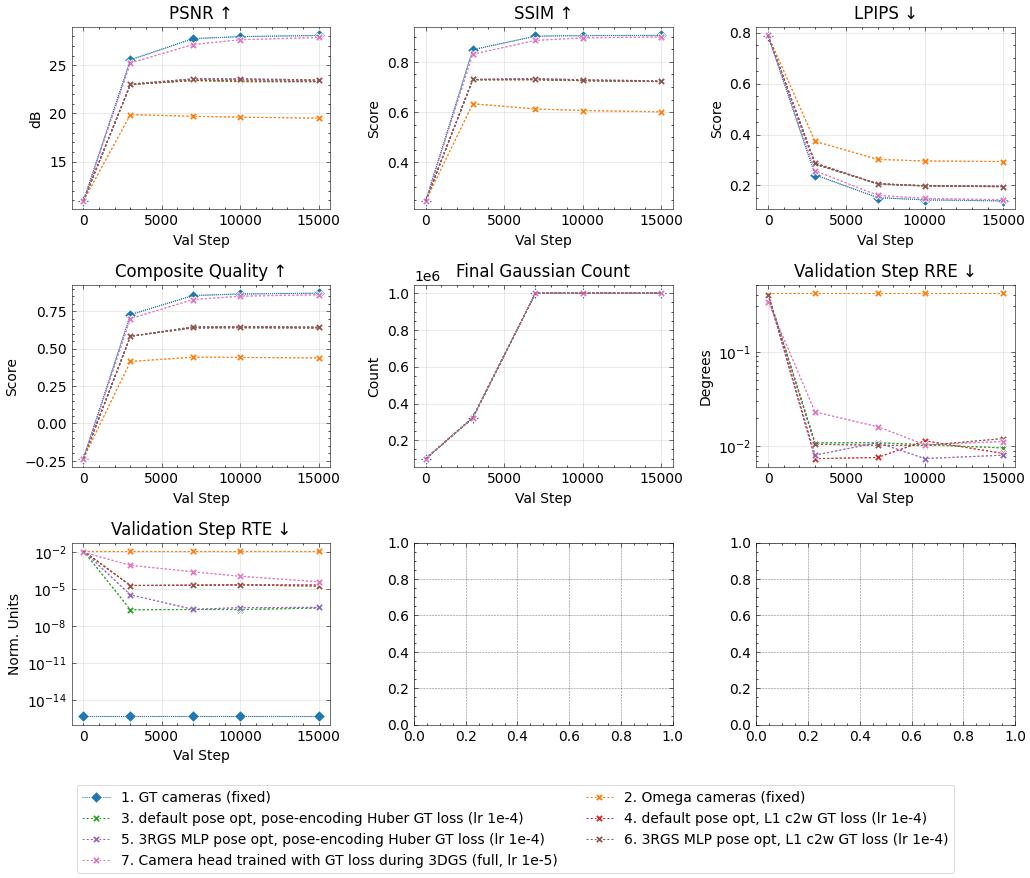 PSNR ↑
SSIM ↑
LPIPS ↓
dB
25
20
15
0 5000 10000 15000
Val Step
Score
0.8
0.6
0.4
0 5000 10000 15000
Val Step
Score
0.8
0.6
0.4
0.2
0 5000 10000 15000
Val Step
Composite Quality ↑
1e6 Final Gaussian Count
Validation Step RRE ↓
Score
0.75
0.50
0.25
0.00
−0.25
0 5000 10000 15000
Val Step
Count
1.0
0.8
0.6
0.4
0.2
0 5000 10000 15000
Val Step
Degrees
10⁻¹
10⁻²
0 5000 10000 15000
Val Step
Validation Step RTE ↓
Norm. Units
10⁻²
10⁻⁵
10⁻⁸
10⁻¹¹
10⁻¹⁴
0 5000 10000 15000
Val Step
1.0
0.8
0.6
0.4
0.2
0.0
0.0 0.2 0.4 0.6 0.8 1.0
1.0
0.8
0.6
0.4
0.2
0.0
0.0 0.2 0.4 0.6 0.8 1.0
1. GT cameras (fixed)
2. Omega cameras (fixed)
3. default pose opt, pose-encoding Huber GT loss (lr 1e-4)
4. default pose opt, L1 c2w GT loss (lr 1e-4)
5. 3RGS MLP pose opt, pose-encoding Huber GT loss (lr 1e-4)
6. 3RGS MLP pose opt, L1 c2w GT loss (lr 1e-4)
7. Camera head trained with GT loss during 3DGS (full, lr 1e-5)